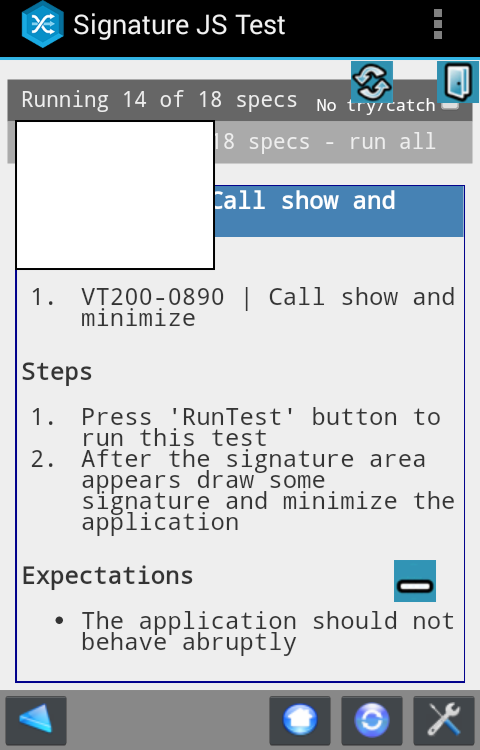 Signature JS Test
Running 14 of 18 specs
No try/catch
18 specs - run all
Call show and
1. VT200-0890 | Call show and
minimize
Steps
1. Press 'RunTest' button to
run this test
2. After the signature area
appears draw some
signature and minimize the
application
Expectations
• The application should not
behave abruptly